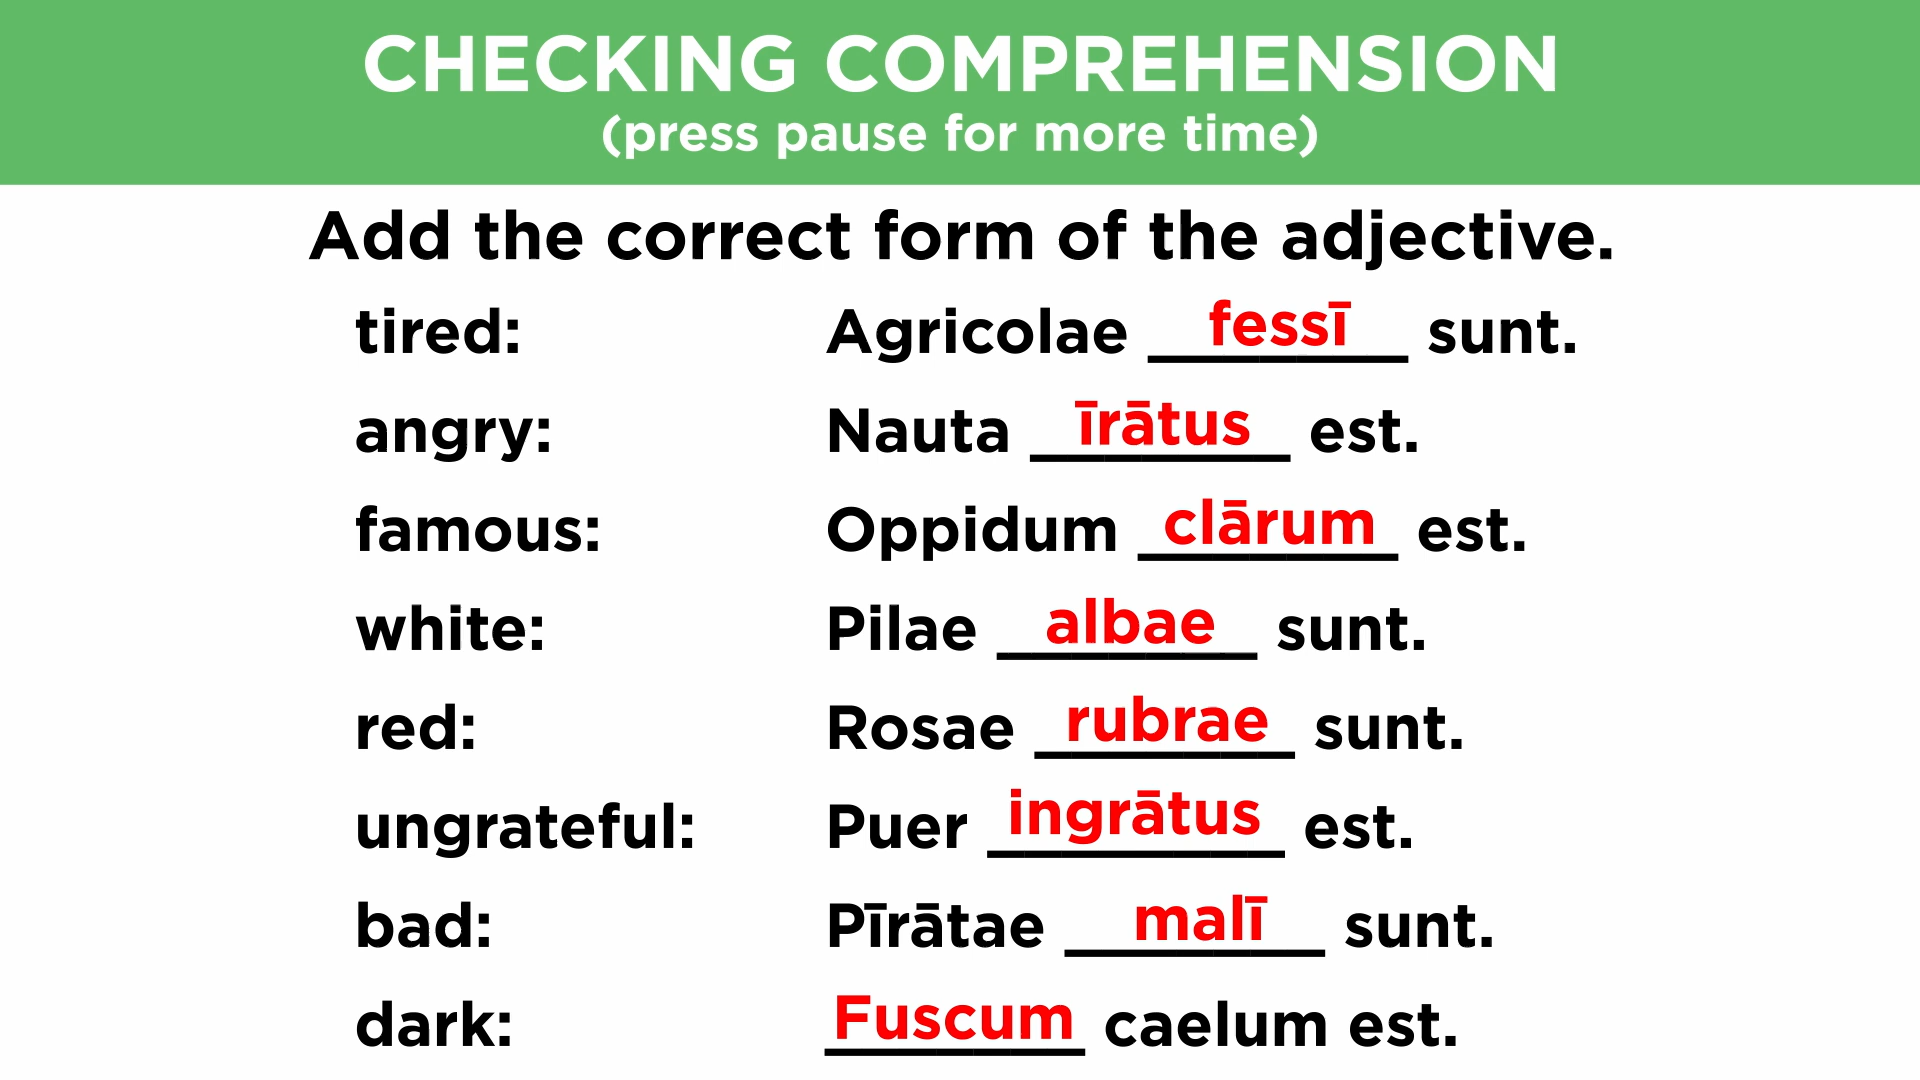 CHECKING COMPREHENSION
(press pause for more time)
Add the correct form of the adjective.
tired: Agricolae fessī sunt.
angry: Nauta īrātus est.
famous: Oppidum clārum est.
white: Pilae albae sunt.
red: Rosae rubrae sunt.
ungrateful: Puer ingrātus est.
bad: Pīrātae malī sunt.
dark: Fuscum caelum est.